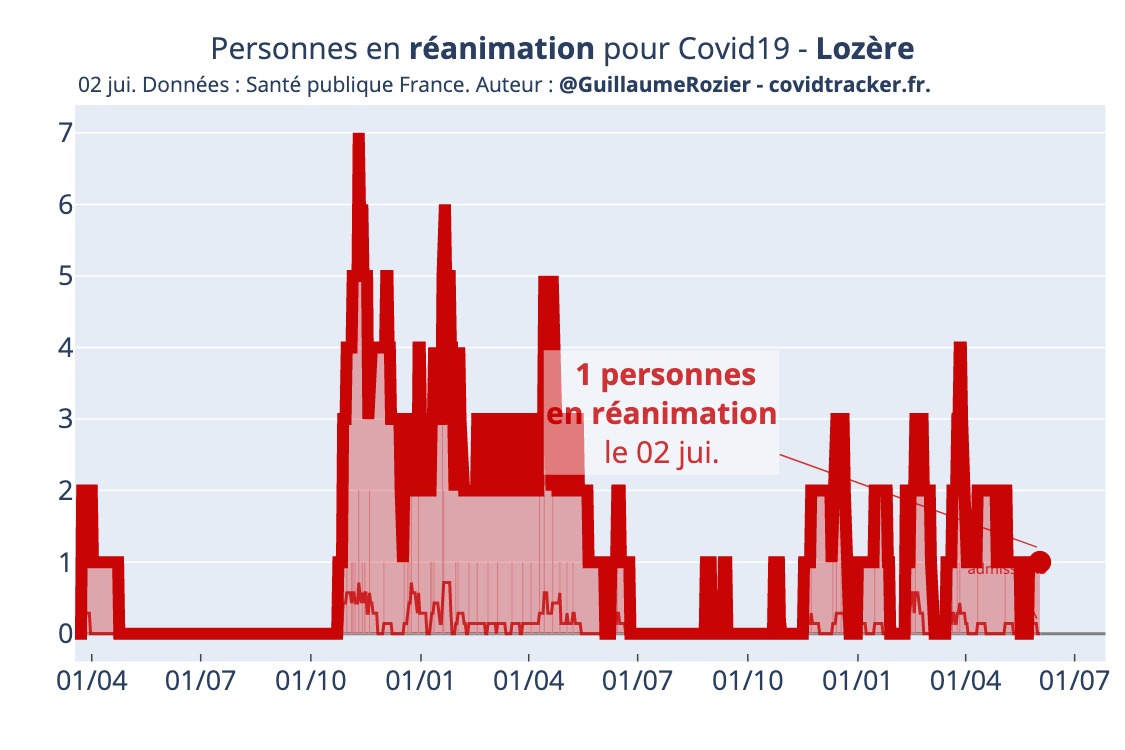 Personnes en réanimation pour Covid19 - Lozère
02 jui. Données : Santé publique France. Auteur : @GuillaumeRozier - covidtracker.fr.
7
6
5
4
3
2
1
0
1 personnes
en réanimation
le 02 jui.
01/04 01/07 01/10 01/01 01/04 01/07 01/10 01/01 01/04 01/07